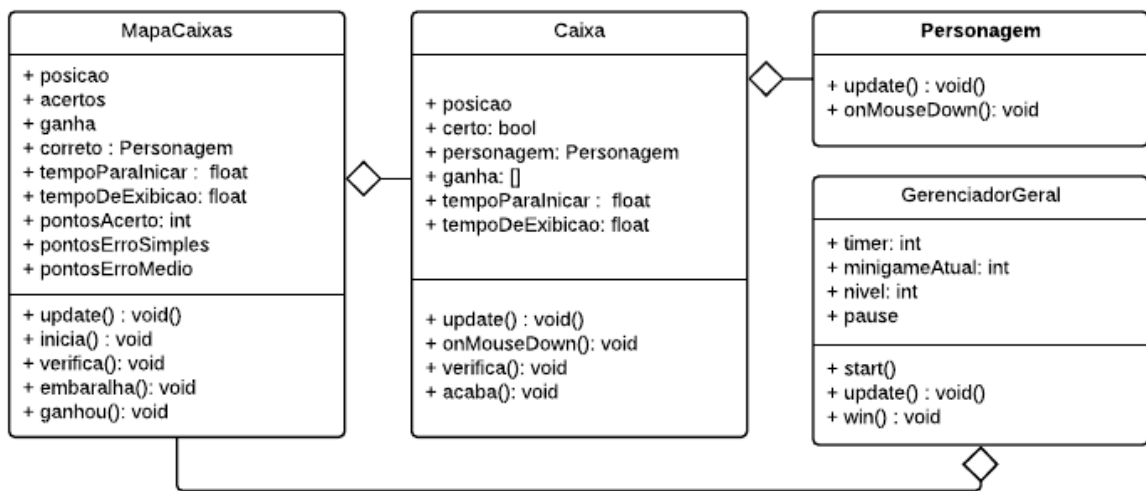 MapaCaixas
+ posicao
+ acertos
+ ganha
+ correto : Personagem
+ tempoParaInicar : float
+ tempoDeExibicao: float
+ pontosAcerto: int
+ pontosErroSimples
+ pontosErroMedio
+ update() : void()
+ inicia() : void
+ verifica(): void
+ embaralha(): void
+ ganhou(): void
Caixa
+ posicao
+ certo: bool
+ personagem: Personagem
+ ganha: []
+ tempoParaInicar : float
+ tempoDeExibicao: float
+ update() : void()
+ onMouseDown(): void
+ verifica(): void
+ acaba(): void
Personagem
+ update() : void()
+ onMouseDown(): void
GerenciadorGeral
+ timer: int
+ minigameAtual: int
+ nivel: int
+ pause
+ start()
+ update() : void()
+ win() : void